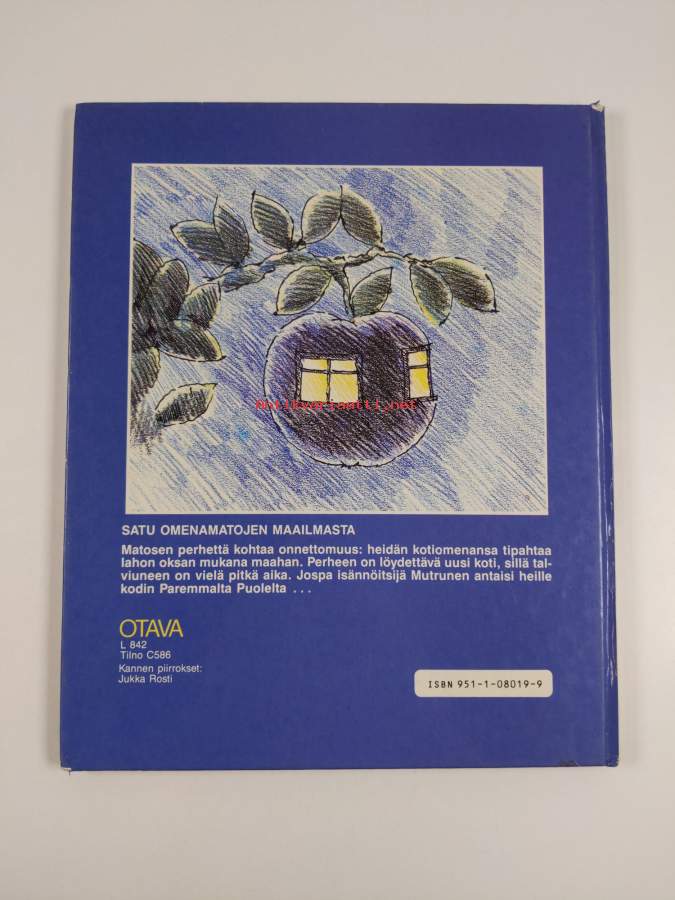 Antikvariaatti.net
SATU OMENAMATOJEN MAAILMASTA
Matosen perhettä kohtaa onnettomuus: heidän kotiomenansa tipahtaa
lahon oksan mukana maahan. Perheen on löydettävä uusi koti, sillä tal-
viuneen on vielä pitkä aika. Jospa isännöitsijä Mutrunen antaisi heille
kodin Paremmalta Puolelta ...
OTAVA
L 842
Tilno C586
Kannen piirrokset:
Jukka Rosti
ISBN 951-1-08019-9